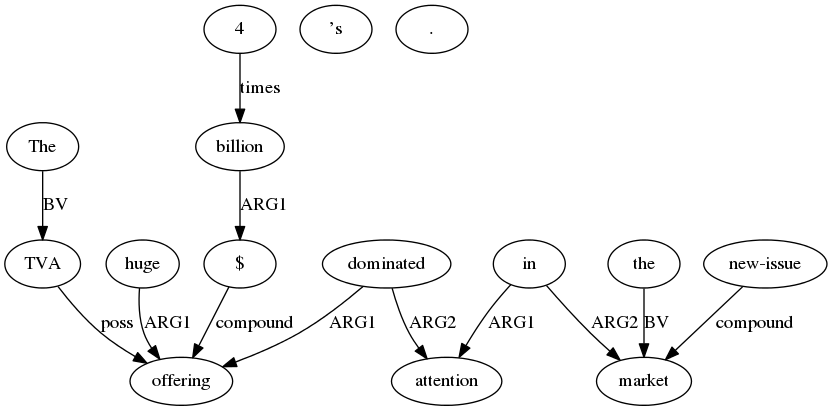 4 's .
times
The billion
BV ARG1
TVA huge $ dominated in the new-issue
poss ARG1 compound ARG1 ARG2 ARG1 ARG2 BV compound
offering attention market